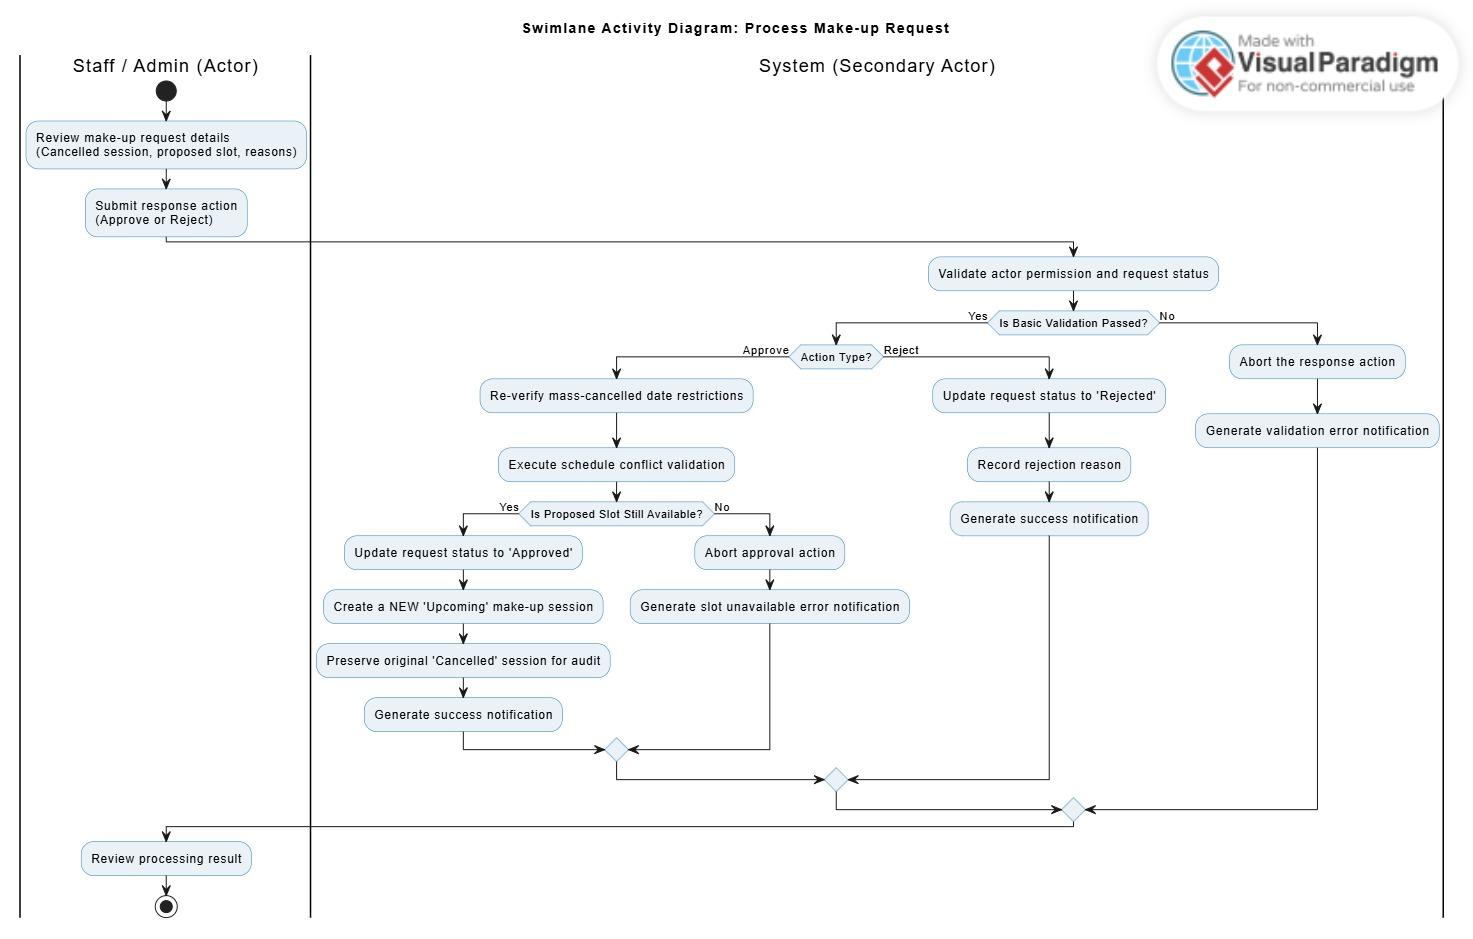 Swimlane Activity Diagram: Process Make-up Request
Made with
VisualParadigm
For non-commercial use
Staff / Admin (Actor)
System (Secondary Actor)
Review make-up request details
(Cancelled session, proposed slot, reasons)
Submit response action
(Approve or Reject)
Validate actor permission and request status
Yes
Is Basic Validation Passed?
No
Approve
Action Type?
Reject
Abort the response action
Re-verify mass-cancelled date restrictions
Update request status to 'Rejected'
Generate validation error notification
Execute schedule conflict validation
Record rejection reason
Yes
Is Proposed Slot Still Available?
No
Generate success notification
Update request status to 'Approved'
Abort approval action
Create a NEW 'Upcoming' make-up session
Generate slot unavailable error notification
Preserve original 'Cancelled' session for audit
Generate success notification
Review processing result